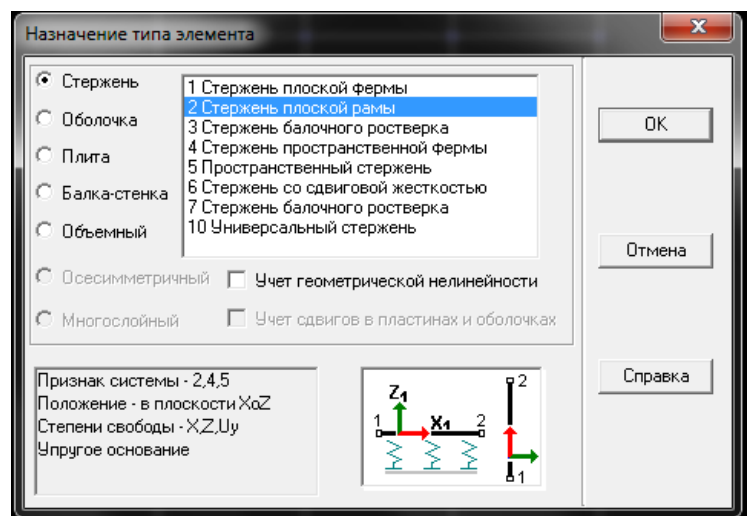 Назначение типа элемента
Стержень
Оболочка
Плита
Балка-стенка
Объемный
Осесимметричный
Многослойный
1 Стержень плоской фермы
2 Стержень плоской рамы
3 Стержень балочного ростверка
4 Стержень пространственной фермы
5 Пространственный стержень
6 Стержень со сдвиговой жесткостью
7 Стержень балочного ростверка
10 Универсальный стержень
Учет геометрической нелинейности
Учет сдвигов в пластинах и оболочках
OK
Отмена
Справка
Признак системы - 2,4,5
Положение - в плоскости XoZ
Степени свободы - X,Z,Uy
Упругое основание
Z1
1 X1 2
2
1